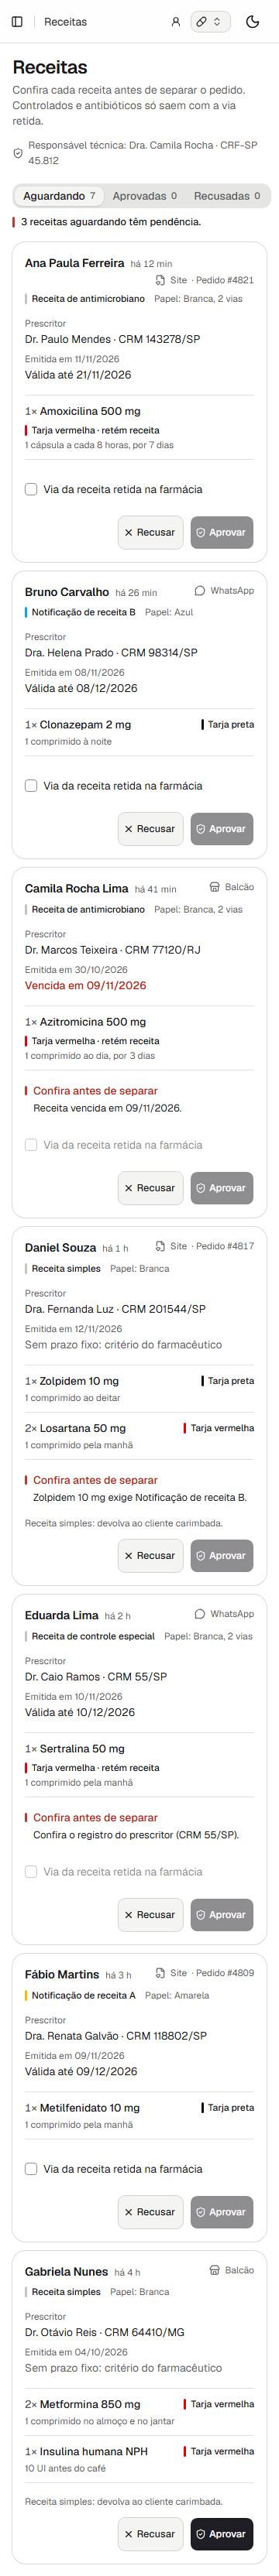 Receitas
Receitas
Confira cada receita antes de separar o pedido.
Controlados e antibióticos só saem com a via
retida.
Responsável técnica: Dra. Camila Rocha · CRF-SP
45.812
Aguardando 7 Aprovadas 0 Recusadas 0
3 receitas aguardando têm pendência.
Ana Paula Ferreira há 12 min
Site · Pedido #4821
Receita de antimicrobiano Papel: Branca, 2 vias
Prescritor
Dr. Paulo Mendes · CRM 143278/SP
Emitida em 11/11/2026
Válida até 21/11/2026
1× Amoxicilina 500 mg
Tarja vermelha · retém receita
1 cápsula a cada 8 horas, por 7 dias
Via da receita retida na farmácia
Recusar Aprovar
Bruno Carvalho há 26 min WhatsApp
Notificação de receita B Papel: Azul
Prescritor
Dra. Helena Prado · CRM 98314/SP
Emitida em 08/11/2026
Válida até 08/12/2026
1× Clonazepam 2 mg Tarja preta
1 comprimido à noite
Via da receita retida na farmácia
Recusar Aprovar
Camila Rocha Lima há 41 min Balcão
Receita de antimicrobiano Papel: Branca, 2 vias
Prescritor
Dr. Marcos Teixeira · CRM 77120/RJ
Emitida em 30/10/2026
Vencida em 09/11/2026
1× Azitromicina 500 mg
Tarja vermelha · retém receita
1 comprimido ao dia, por 3 dias
Confira antes de separar
Receita vencida em 09/11/2026.
Via da receita retida na farmácia
Recusar Aprovar
Daniel Souza há 1 h Site · Pedido #4817
Receita simples Papel: Branca
Prescritor
Dra. Fernanda Luz · CRM 201544/SP
Emitida em 12/11/2026
Sem prazo fixo: critério do farmacêutico
1× Zolpidem 10 mg Tarja preta
1 comprimido ao deitar
2× Losartana 50 mg Tarja vermelha
1 comprimido pela manhã
Confira antes de separar
Zolpidem 10 mg exige Notificação de receita B.
Receita simples: devolva ao cliente carimbada.
Recusar Aprovar
Eduarda Lima há 2 h WhatsApp
Receita de controle especial Papel: Branca, 2 vias
Prescritor
Dr. Caio Ramos · CRM 55/SP
Emitida em 10/11/2026
Válida até 10/12/2026
1× Sertralina 50 mg
Tarja vermelha · retém receita
1 comprimido pela manhã
Confira antes de separar
Confira o registro do prescritor (CRM 55/SP).
Via da receita retida na farmácia
Recusar Aprovar
Fábio Martins há 3 h Site · Pedido #4809
Notificação de receita A Papel: Amarela
Prescritor
Dra. Renata Galvão · CRM 118802/SP
Emitida em 09/11/2026
Válida até 09/12/2026
1× Metilfenidato 10 mg Tarja preta
1 comprimido pela manhã
Via da receita retida na farmácia
Recusar Aprovar
Gabriela Nunes há 4 h Balcão
Receita simples Papel: Branca
Prescritor
Dr. Otávio Reis · CRM 64410/MG
Emitida em 04/10/2026
Sem prazo fixo: critério do farmacêutico
2× Metformina 850 mg Tarja vermelha
1 comprimido no almoço e no jantar
1× Insulina humana NPH Tarja vermelha
10 UI antes do café
Receita simples: devolva ao cliente carimbada.
Recusar Aprovar